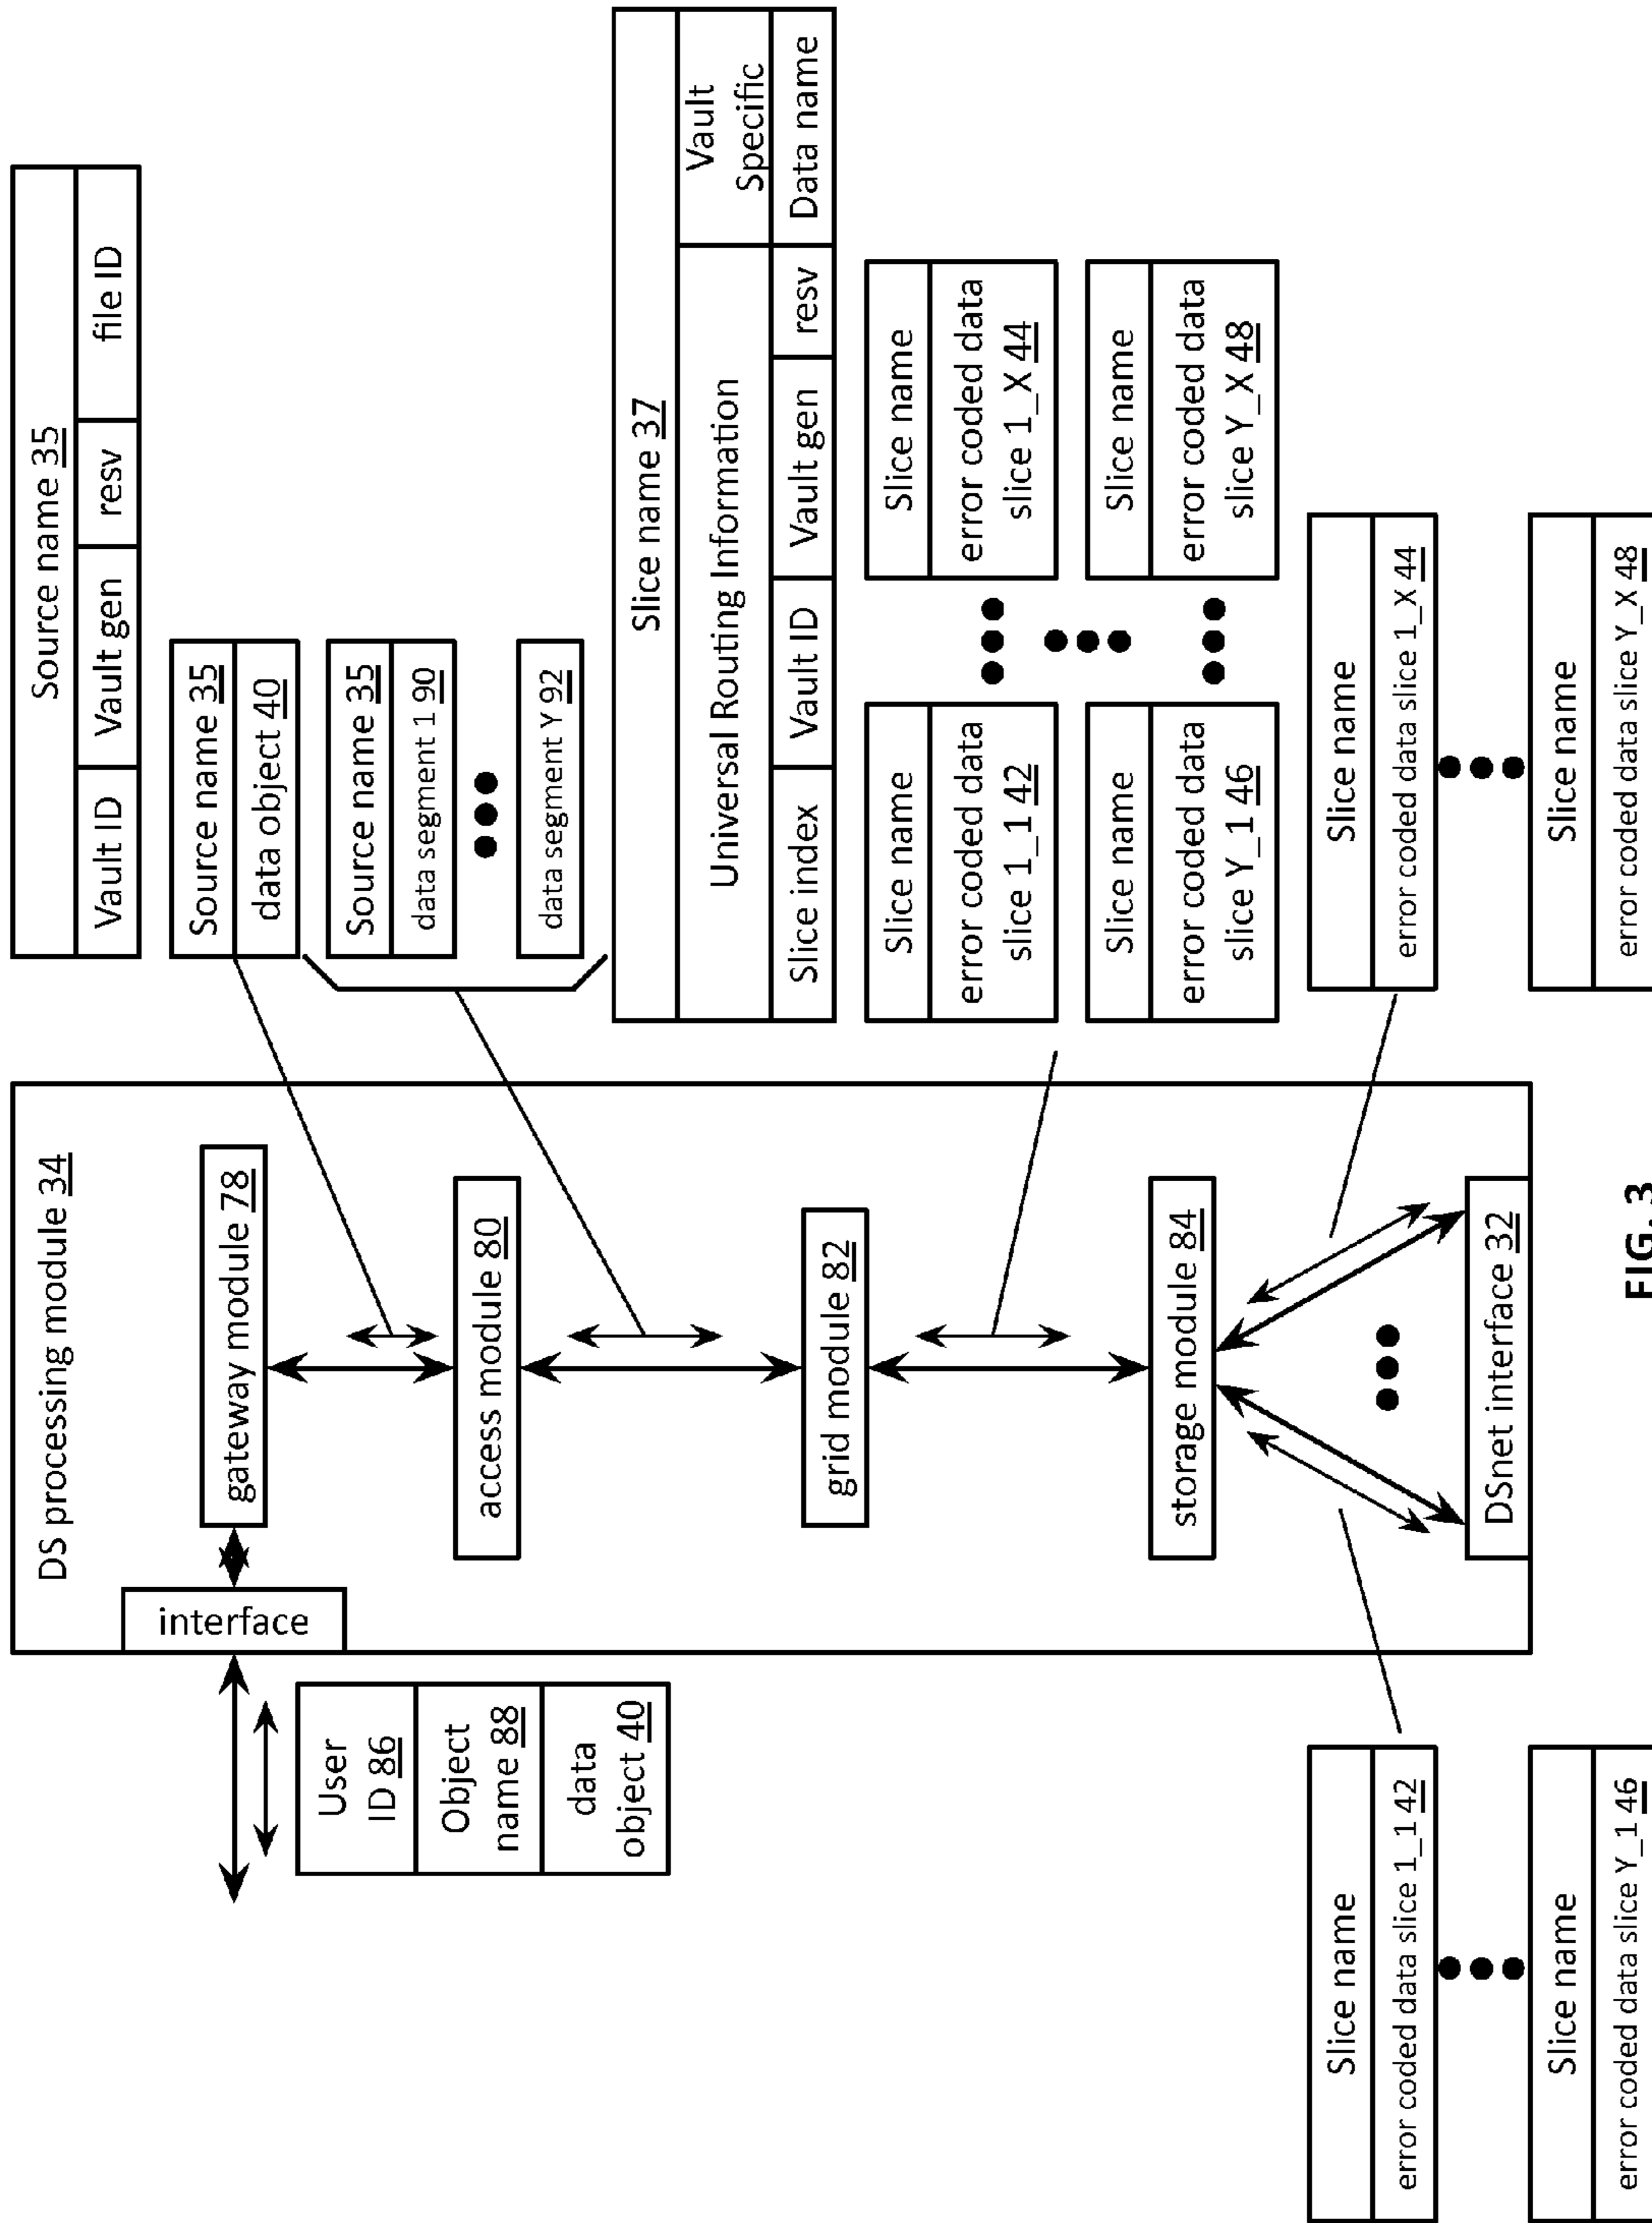 DS processing module 34
interface
gateway module 78
access module 80
grid module 82
storage module 84
DSnet interface 32
User
ID 86
Object
name 88
data
object 40
Source name 35
Vault ID
Vault gen
resv
file ID
Source name 35
data object 40
Source name 35
data segment 1 90
data segment Y 92
Slice name 37
Universal Routing Information
Vault
Specific
Slice index
Vault ID
Vault gen
resv
Data name
Slice name
error coded data
slice 1_1 42
Slice name
error coded data
slice 1_X 44
Slice name
error coded data
slice Y_1 46
Slice name
error coded data
slice Y_X 48
Slice name
error coded data slice 1_1 42
Slice name
error coded data slice Y_1 46
Slice name
error coded data slice 1_X 44
Slice name
error coded data slice Y_X 48
FIG. 3